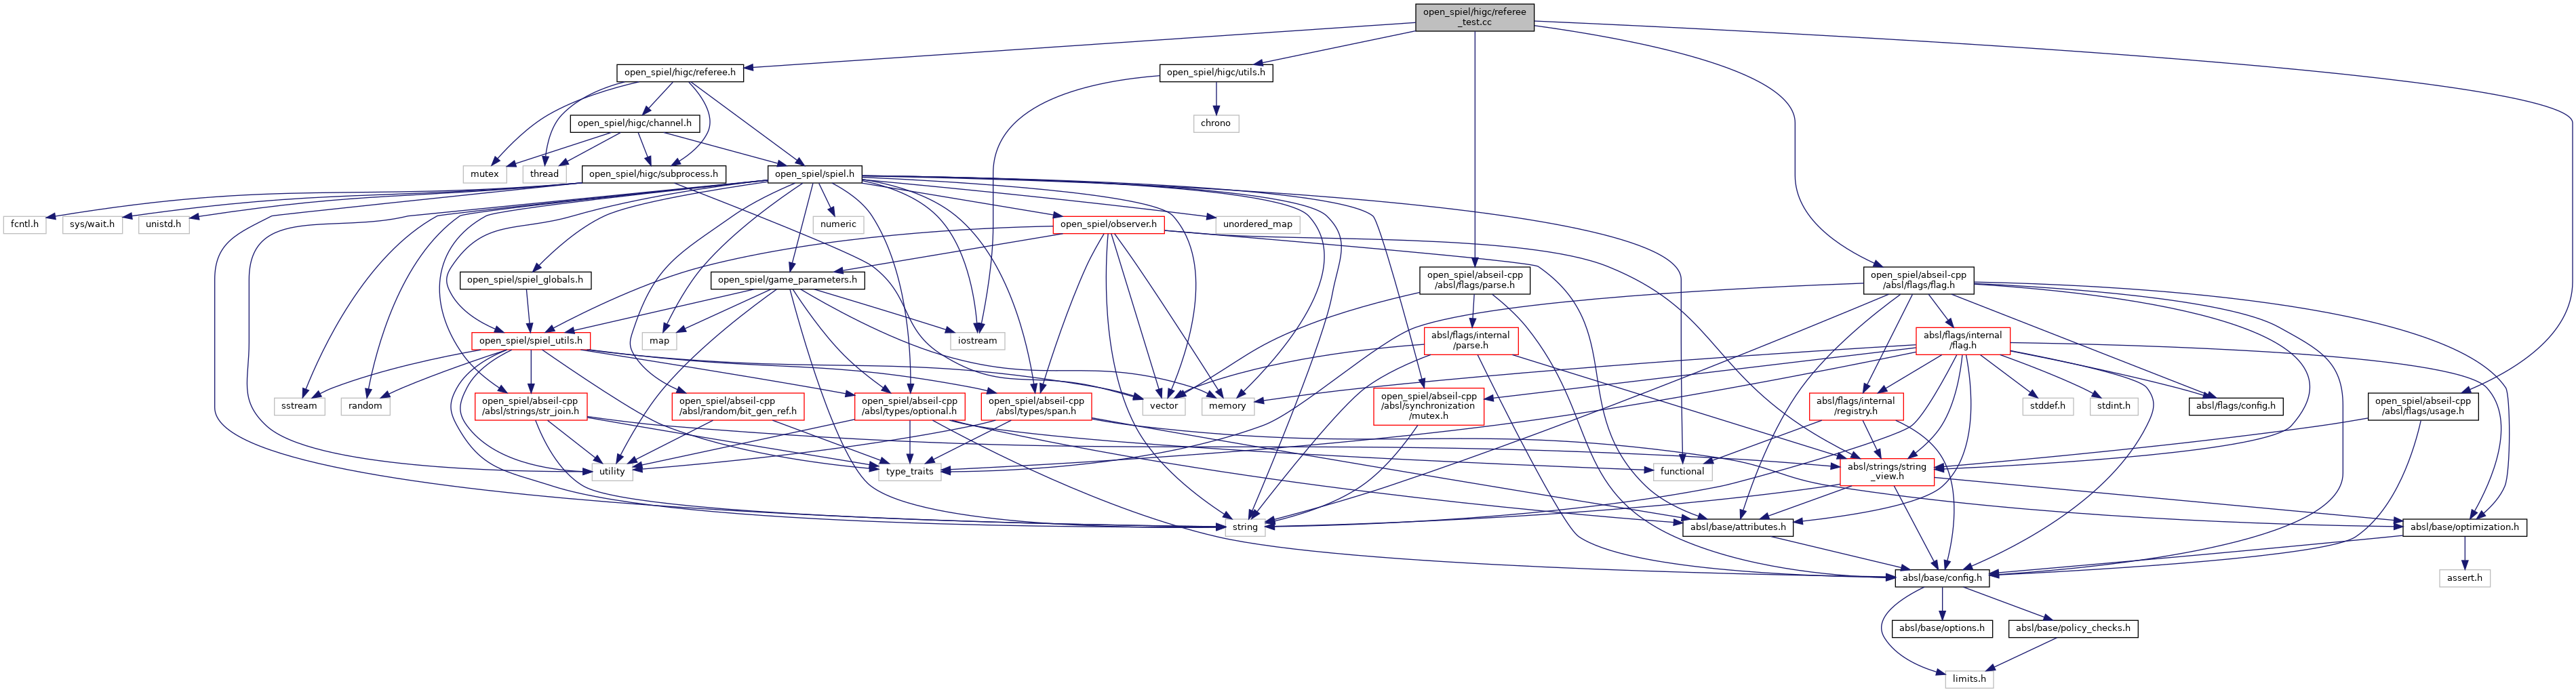 open_spiel/higc/referee
_test.cc
open_spiel/higc/referee.h
open_spiel/higc/utils.h
open_spiel/higc/channel.h
chrono
mutex
thread
open_spiel/higc/subprocess.h
open_spiel/spiel.h
fcntl.h
sys/wait.h
unistd.h
numeric
open_spiel/observer.h
unordered_map
open_spiel/spiel_globals.h
open_spiel/game_parameters.h
open_spiel/abseil-cpp
/absl/flags/parse.h
open_spiel/abseil-cpp
/absl/flags/flag.h
open_spiel/spiel_utils.h
map
iostream
absl/flags/internal
/parse.h
absl/flags/internal
/flag.h
sstream
random
open_spiel/abseil-cpp
/absl/strings/str_join.h
open_spiel/abseil-cpp
/absl/random/bit_gen_ref.h
open_spiel/abseil-cpp
/absl/types/optional.h
open_spiel/abseil-cpp
/absl/types/span.h
vector
memory
open_spiel/abseil-cpp
/absl/synchronization
/mutex.h
absl/flags/internal
/registry.h
stddef.h
stdint.h
absl/flags/config.h
open_spiel/abseil-cpp
/absl/flags/usage.h
utility
type_traits
functional
absl/strings/string
_view.h
string
absl/base/attributes.h
absl/base/optimization.h
absl/base/config.h
assert.h
absl/base/options.h
absl/base/policy_checks.h
limits.h